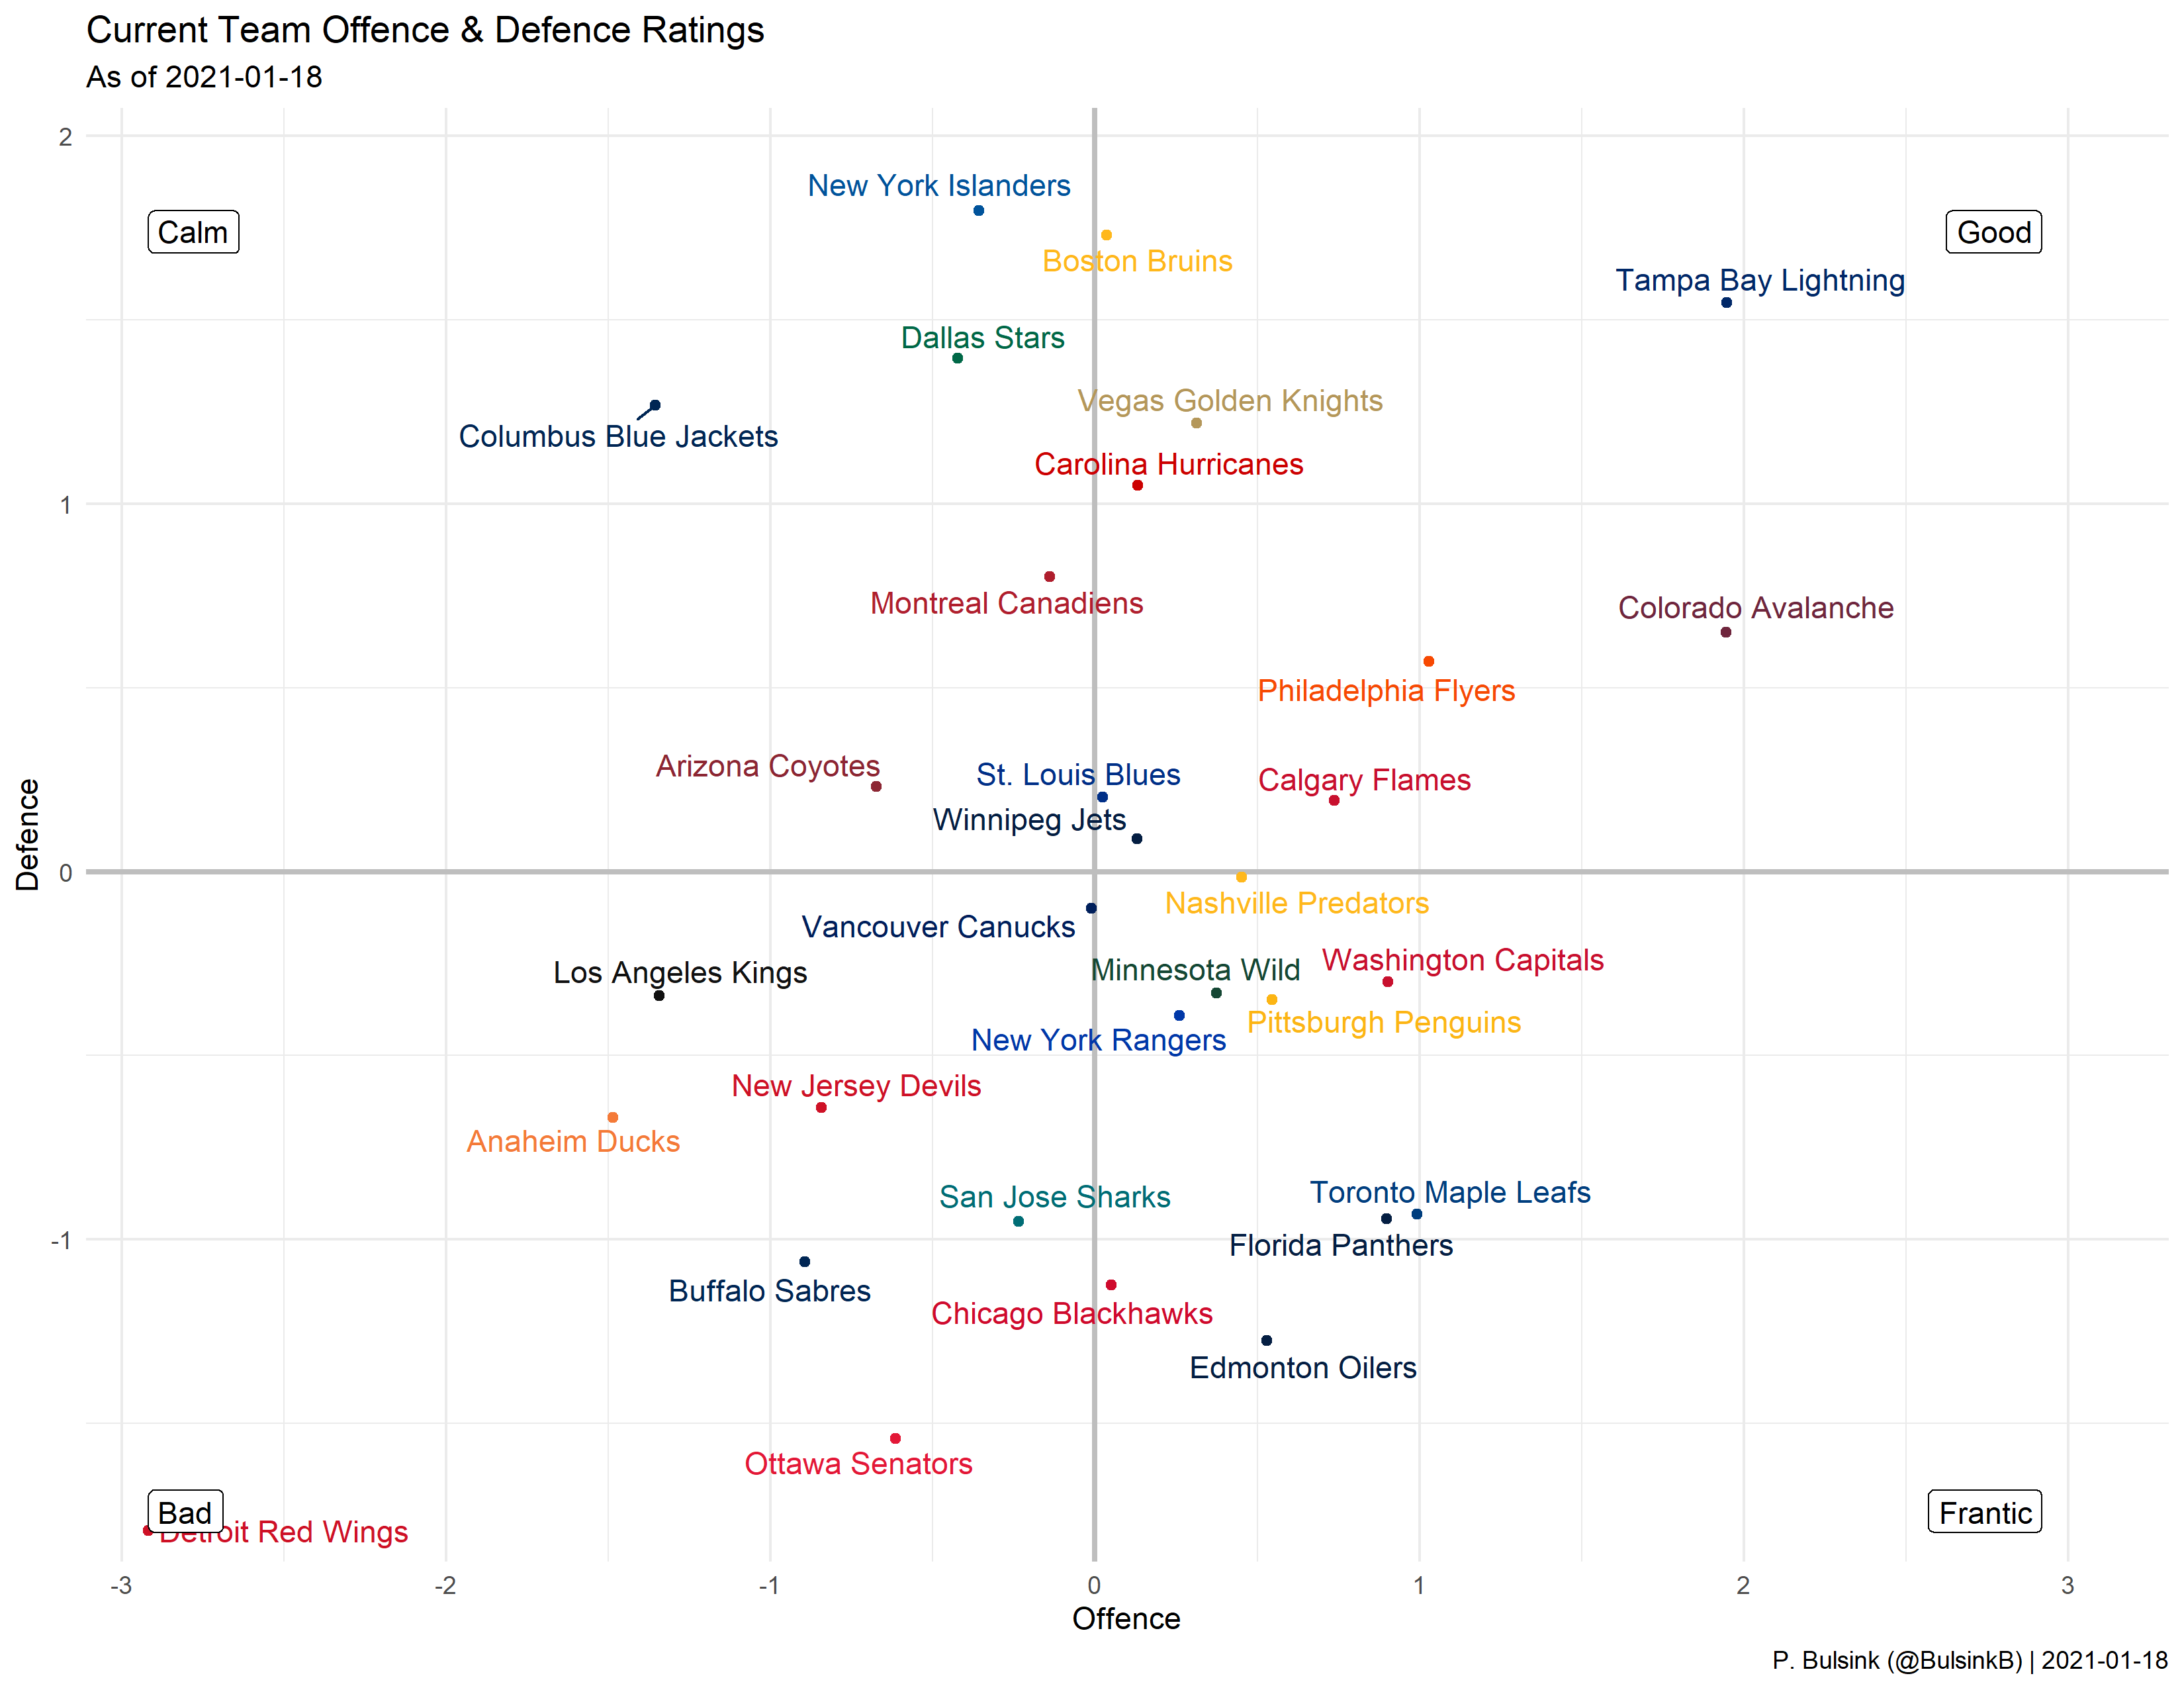 Current Team Offence & Defence Ratings
As of 2021-01-18
2
New York Islanders
Calm
Good
Boston Bruins
Tampa Bay Lightning
Dallas Stars
Vegas Golden Knights
Columbus Blue Jackets
Carolina Hurricanes
1
Montreal Canadiens
Colorado Avalanche
Philadelphia Flyers
Arizona Coyotes
St. Louis Blues
Calgary Flames
Winnipeg Jets
Defence
0
Nashville Predators
Vancouver Canucks
Washington Capitals
Minnesota Wild
Los Angeles Kings
Pittsburgh Penguins
New York Rangers
New Jersey Devils
Anaheim Ducks
Toronto Maple Leafs
San Jose Sharks
-1
Florida Panthers
Buffalo Sabres
Chicago Blackhawks
Edmonton Oilers
Ottawa Senators
Bad
Frantic
Detroit Red Wings
-3 -2 -1 0 1 2 3
Offence
P. Bulsink (@BulsinkB) | 2021-01-18